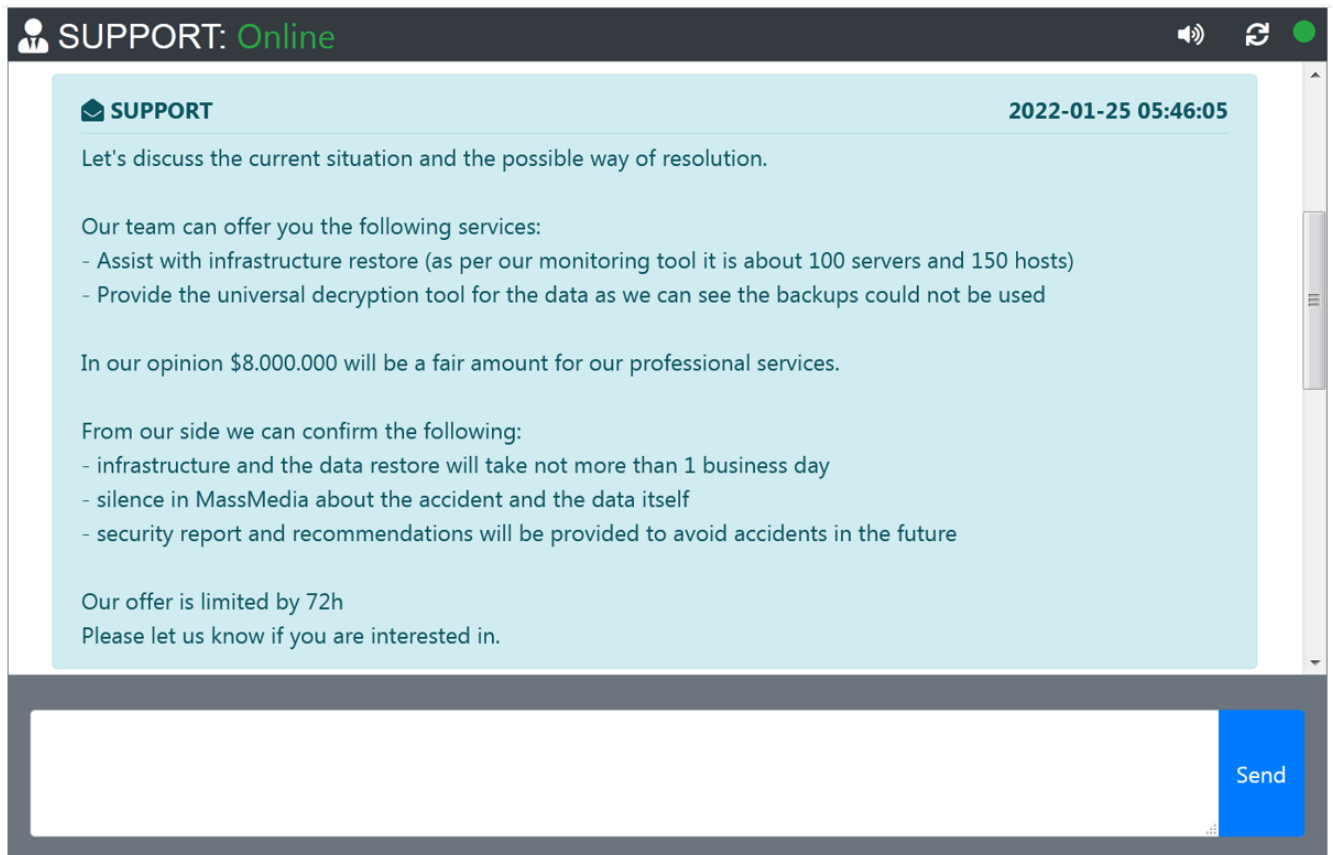 SUPPORT: Online
SUPPORT 2022-01-25 05:46:05
Let's discuss the current situation and the possible way of resolution.
Our team can offer you the following services:
- Assist with infrastructure restore (as per our monitoring tool it is about 100 servers and 150 hosts)
- Provide the universal decryption tool for the data as we can see the backups could not be used
In our opinion $8.000.000 will be a fair amount for our professional services.
From our side we can confirm the following:
- infrastructure and the data restore will take not more than 1 business day
- silence in MassMedia about the accident and the data itself
- security report and recommendations will be provided to avoid accidents in the future
Our offer is limited by 72h
Please let us know if you are interested in.
Send